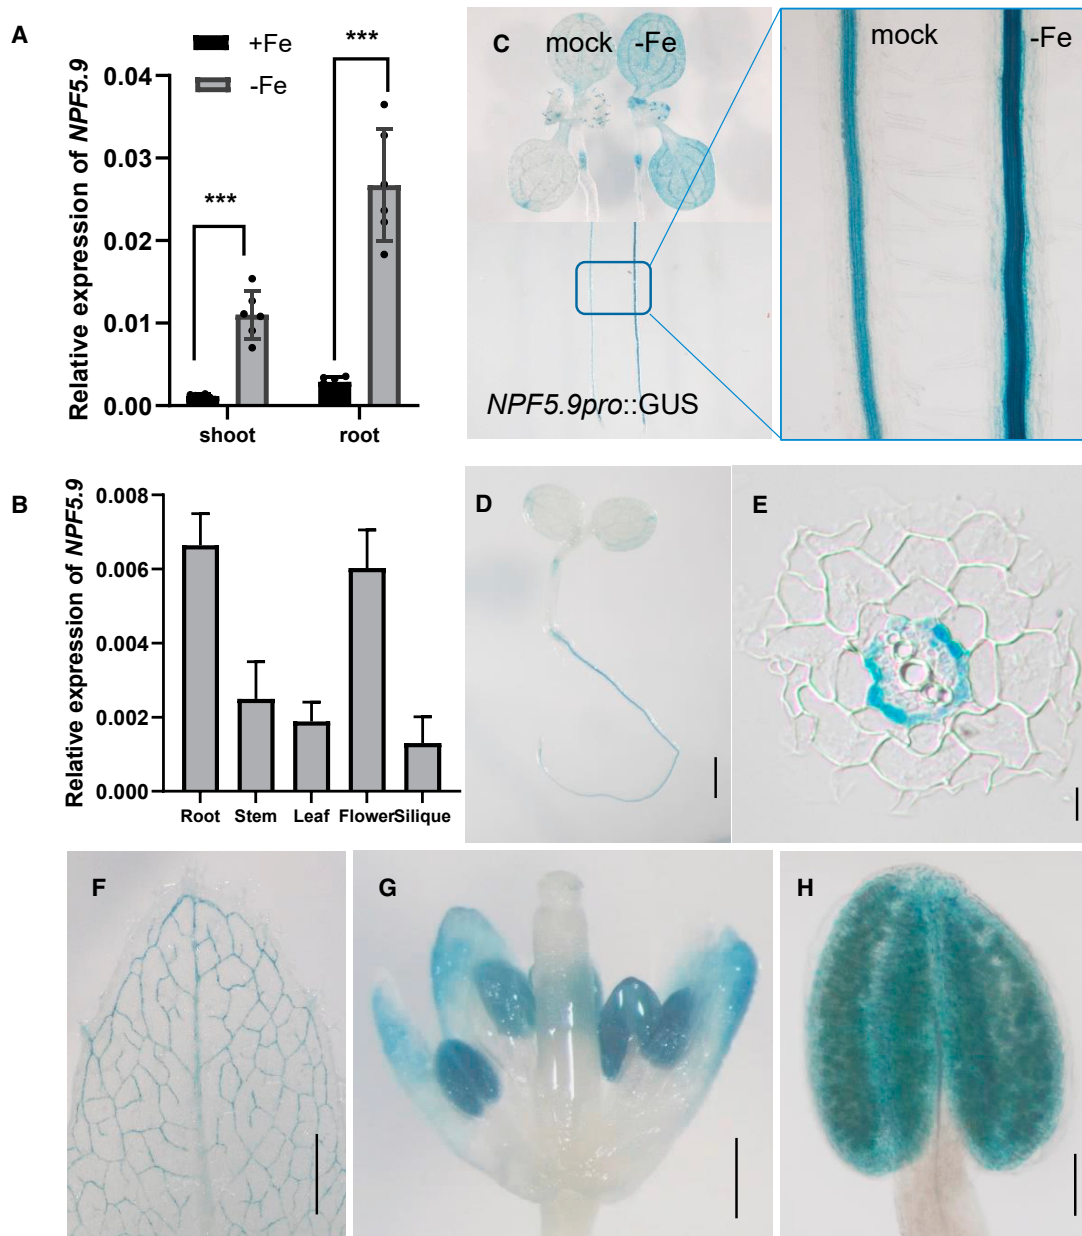 A
+Fe
-Fe
***
***
Relative expression of NPF5.9
0.04
0.03
0.02
0.01
0.00
shoot
root
C
mock
-Fe
NPF5.9pro::GUS
mock
-Fe
B
Relative expression of NPF5.9
0.008
0.006
0.004
0.002
0.000
Root Stem Leaf Flower Silique
D
E
F
G
H